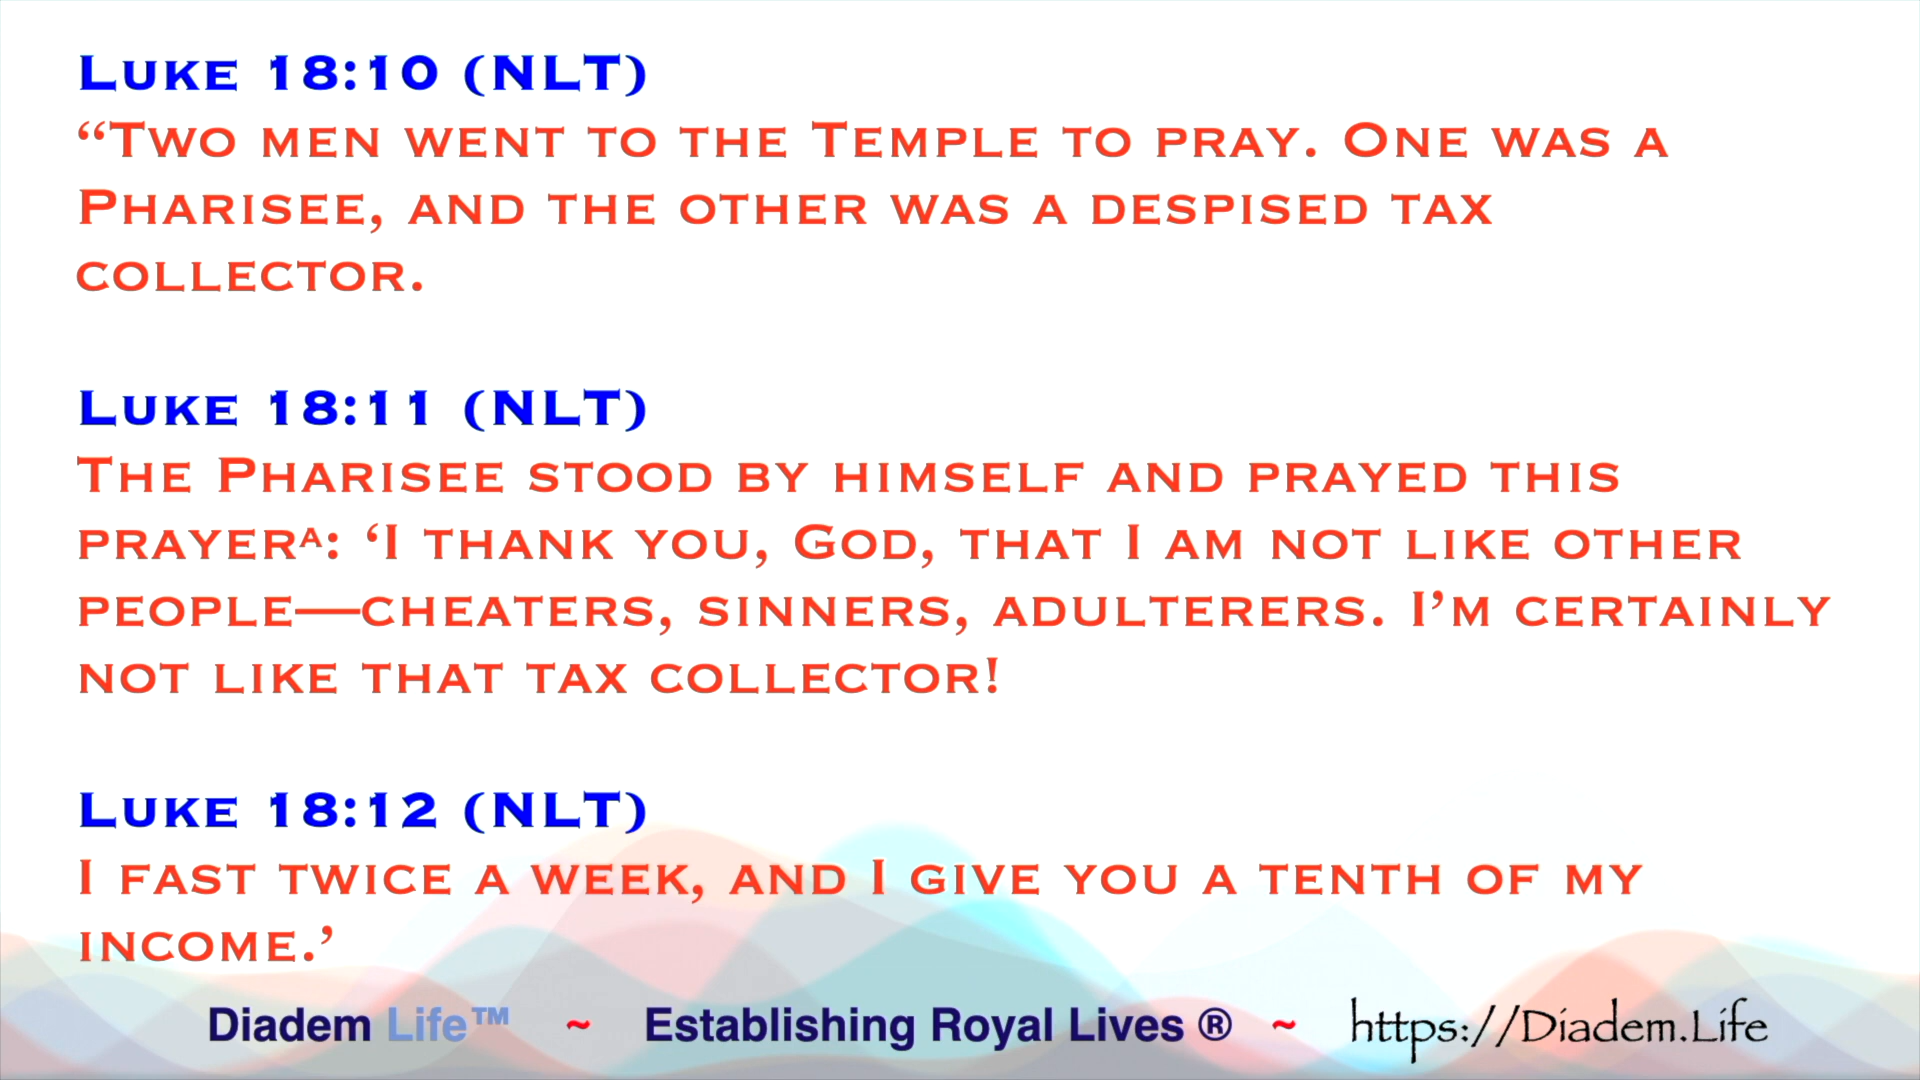 Luke 18:10 (NLT)
“Two men went to the Temple to pray. One was a
Pharisee, and the other was a despised tax
collector.
Luke 18:11 (NLT)
The Pharisee stood by himself and prayed this
prayerᴬ: ‘I thank you, God, that I am not like other
people—cheaters, sinners, adulterers. I’m certainly
not like that tax collector!
Luke 18:12 (NLT)
I fast twice a week, and I give you a tenth of my
income.’
Diadem Life™ ~ Establishing Royal Lives ® ~ https://Diadem.Life